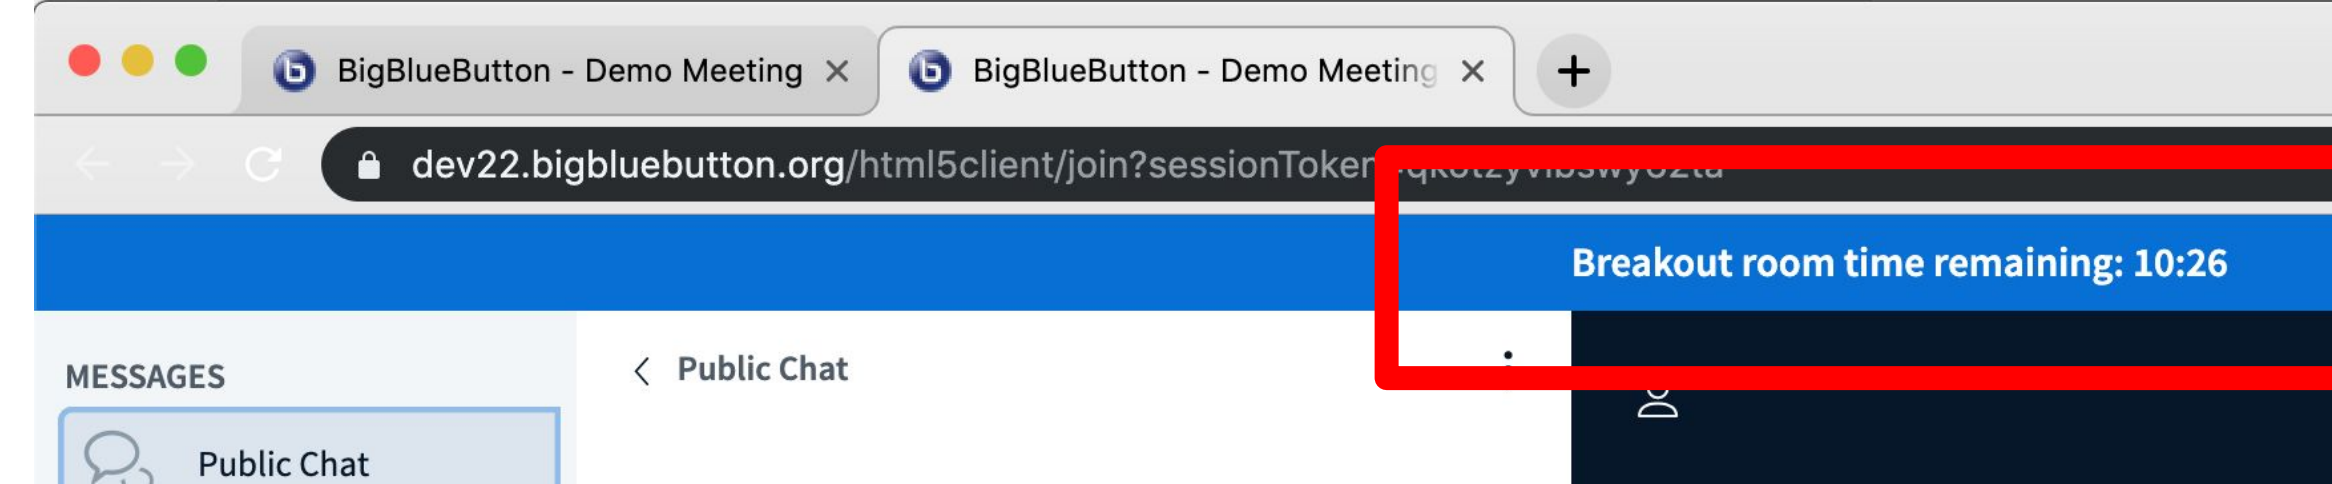 BigBlueButton - Demo Meeting
BigBlueButton - Demo Meeting
dev22.bigbluebutton.org/html5client/join?sessionToken
Breakout room time remaining: 10:26
MESSAGES
Public Chat
Public Chat